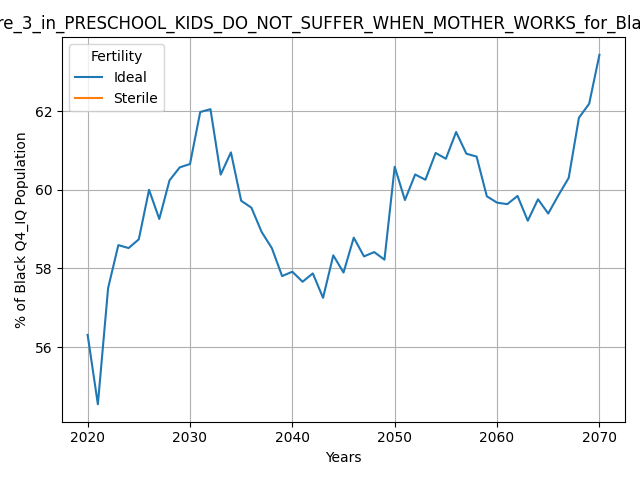 re_3_in_PRESCHOOL_KIDS_DO_NOT_SUFFER_WHEN_MOTHER_WORKS_for_Bla
Fertility
Ideal
Sterile
% of Black Q4_IQ Population
62
60
58
56
2020 2030 2040 2050 2060 2070
Years